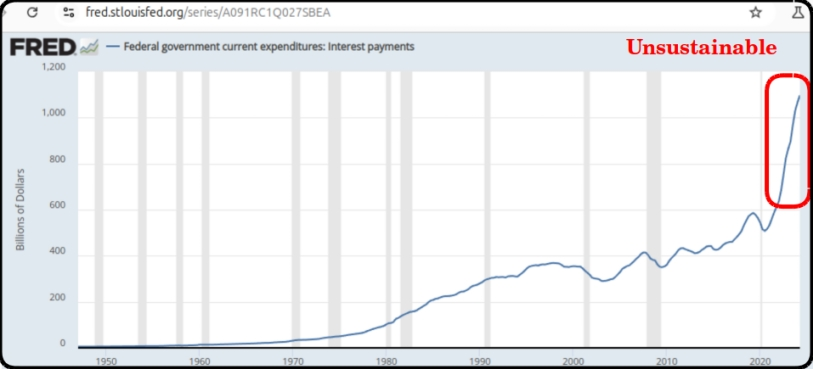 fred.stlouisfed.org/series/A091RC1Q027SBEA
FRED — Federal government current expenditures: Interest payments
Unsustainable
1,200
1,000
800
600
400
200
0
Billions of Dollars
1950 1960 1970 1980 1990 2000 2010 2020